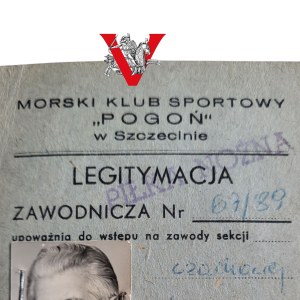 V
MORSKI KLUB SPORTOWY
„POGOŃ”
w Szczecinie
LEGITYMACJA
PIŁKA NOŻNA
ZAWODNICZA Nr 67/39
upoważnia do wstępu na zawody sekcji